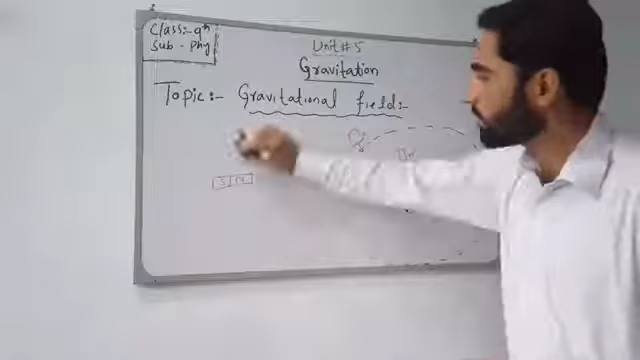 Class:- 9th
Sub - phy
Unit # 5
Gravitation
Topic:- Gravitational field:-
S N